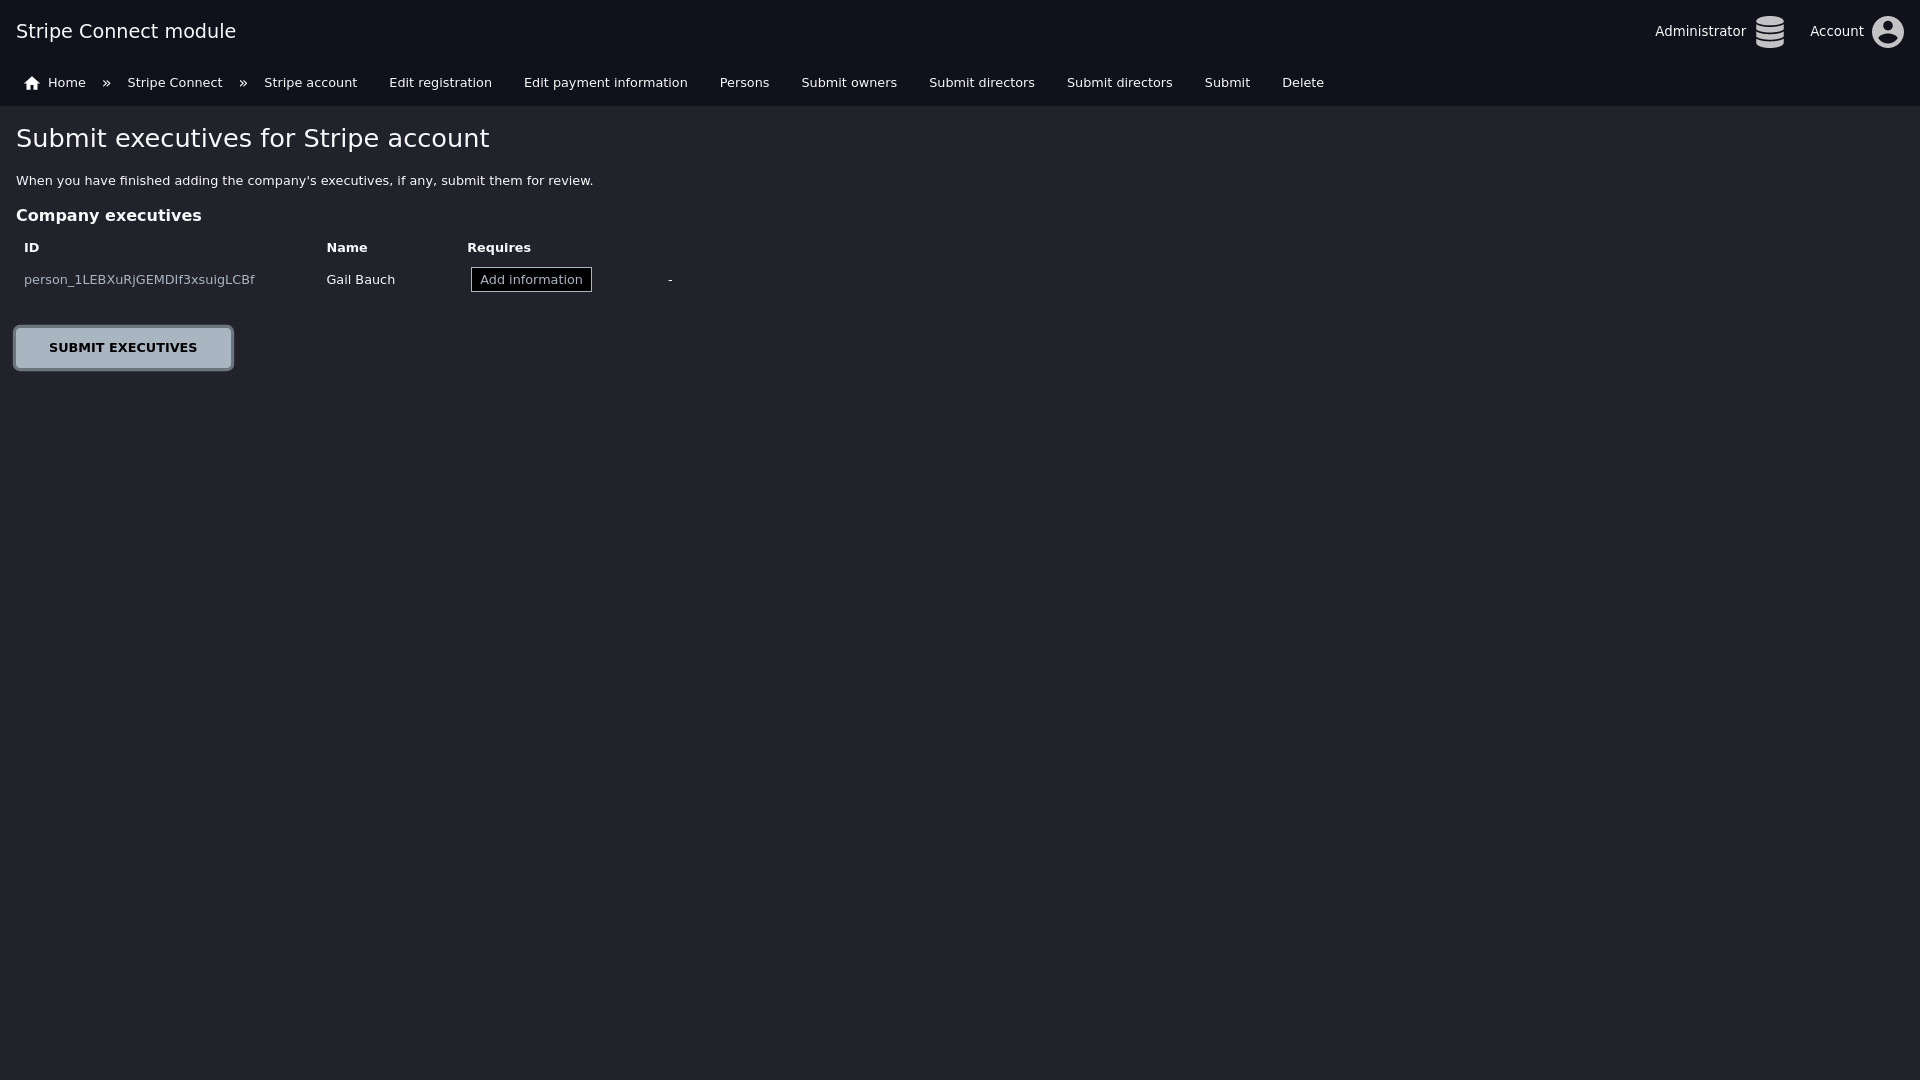 Stripe Connect module
Administrator
Account
Home » Stripe Connect » Stripe account Edit registration Edit payment information Persons Submit owners Submit directors Submit directors Submit Delete
Submit executives for Stripe account
When you have finished adding the company's executives, if any, submit them for review.
Company executives
ID Name Requires
person_1LEBXuRjGEMDIf3xsuigLCBf Gail Bauch Add information -
SUBMIT EXECUTIVES